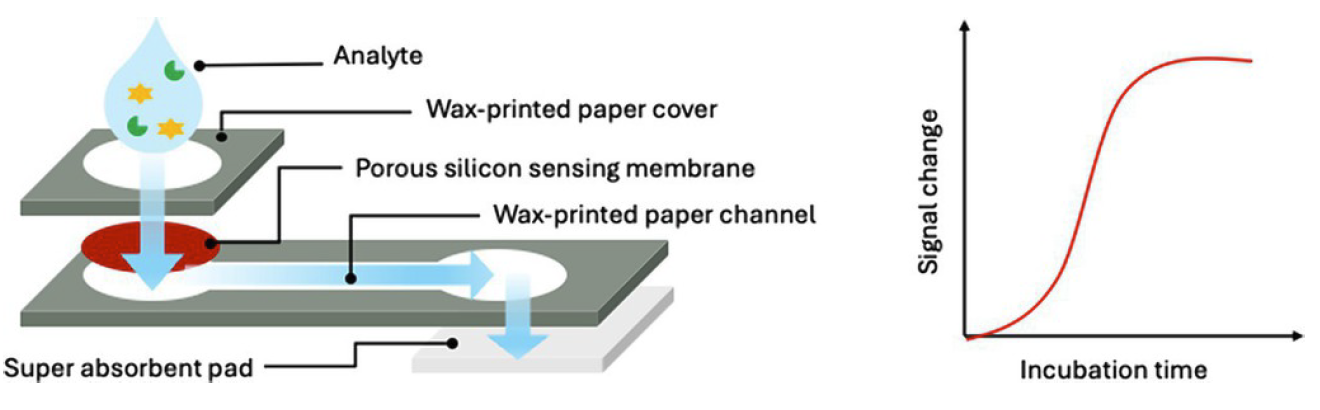 Analyte
Wax-printed paper cover
Porous silicon sensing membrane
Wax-printed paper channel
Super absorbent pad
Signal change
Incubation time